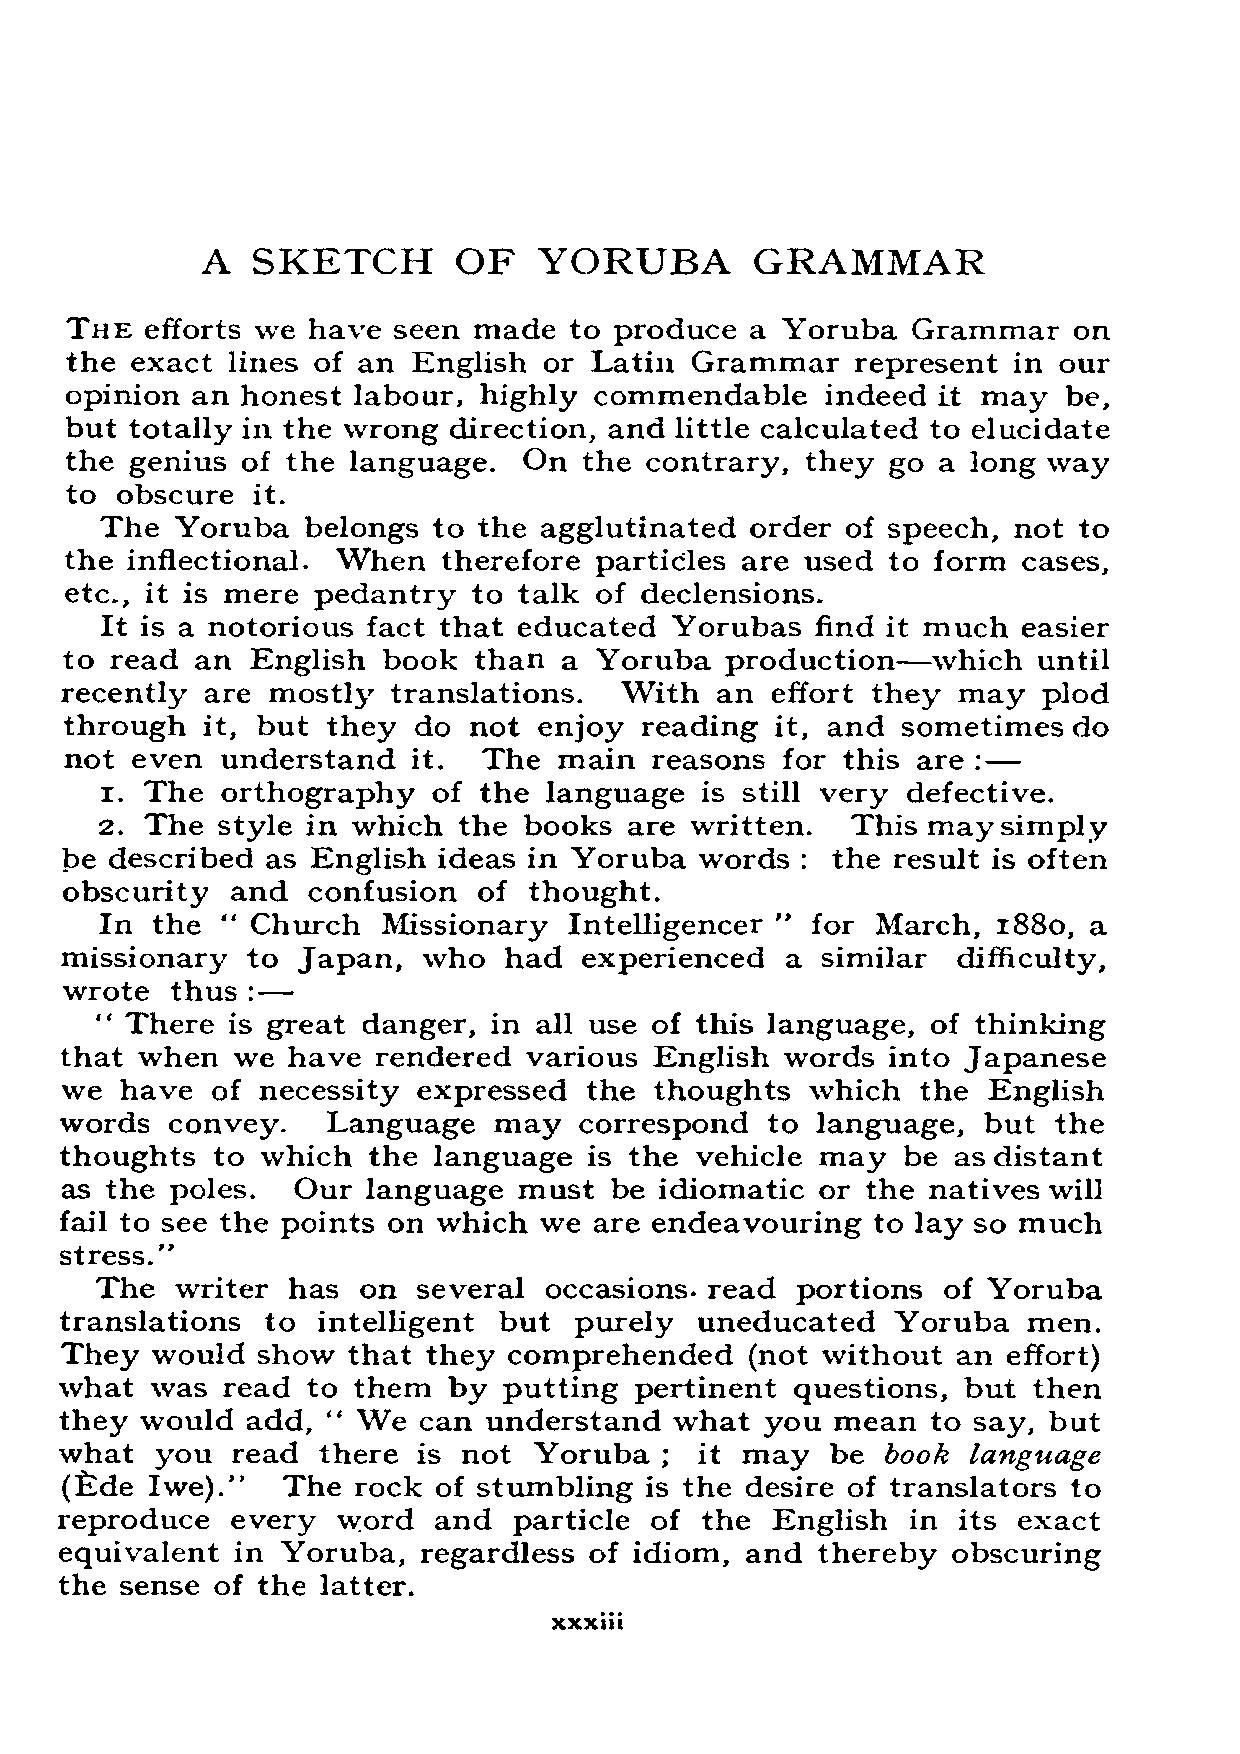 A SKETCH OF YORUBA GRAMMAR
THE efforts we have seen made to produce a Yoruba Grammar on
the exact lines of an English or Latin Grammar represent in our
opinion an honest labour, highly commendable indeed it may be,
but totally in the wrong direction, and little calculated to elucidate
the genius of the language. On the contrary, they go a long way
to obscure it.
The Yoruba belongs to the agglutinated order of speech, not to
the inflectional. When therefore particles are used to form cases,
etc., it is mere pedantry to talk of declensions.
It is a notorious fact that educated Yorubas find it much easier
to read an English book than a Yoruba production—which until
recently are mostly translations. With an effort they may plod
through it, but they do not enjoy reading it, and sometimes do
not even understand it. The main reasons for this are :—
1. The orthography of the language is still very defective.
2. The style in which the books are written. This may simply
be described as English ideas in Yoruba words : the result is often
obscurity and confusion of thought.
In the " Church Missionary Intelligencer " for March, 1880, a
missionary to Japan, who had experienced a similar difficulty,
wrote thus :—
" There is great danger, in all use of this language, of thinking
that when we have rendered various English words into Japanese
we have of necessity expressed the thoughts which the English
words convey. Language may correspond to language, but the
thoughts to which the language is the vehicle may be as distant
as the poles. Our language must be idiomatic or the natives will
fail to see the points on which we are endeavouring to lay so much
stress."
The writer has on several occasions. read portions of Yoruba
translations to intelligent but purely uneducated Yoruba men.
They would show that they comprehended (not without an effort)
what was read to them by putting pertinent questions, but then
they would add, " We can understand what you mean to say, but
what you read there is not Yoruba ; it may be book language
(Ède Iwe)." The rock of stumbling is the desire of translators to
reproduce every word and particle of the English in its exact
equivalent in Yoruba, regardless of idiom, and thereby obscuring
the sense of the latter.
xxxiii